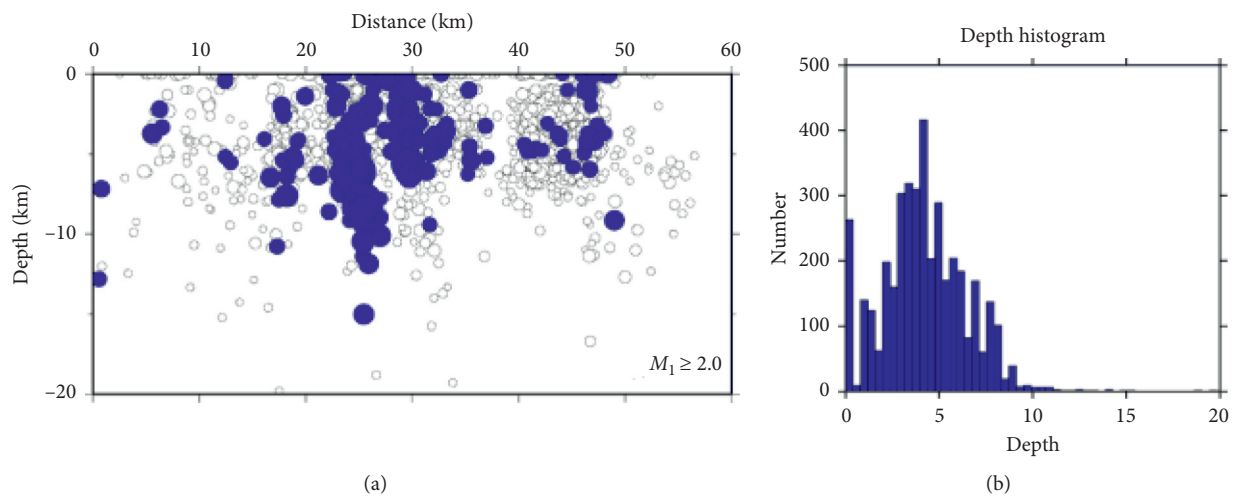 Distance (km)
0 10 20 30 40 50 60
0
−10
−20
Depth (km)
M₁ ≥ 2.0
(a)
Depth histogram
500
400
300
200
100
0
Number
0 5 10 15 20
Depth
(b)